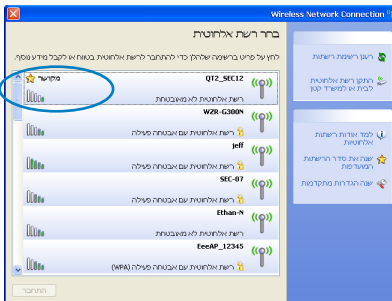 Wireless Network Connection
בחר רשת אלחוטית
לחץ על פריט ברשימה שלהלן כדי להתחבר לרשת אלחוטית בטווח או לקבל מידע נוסף.
QT2_SEC12
מקושר
רשת אלחוטית לא מאובטחת
WZR-G300N
רשת אלחוטית עם אבטחה פעילה
jeff
רשת אלחוטית עם אבטחה פעילה
SEC-07
רשת אלחוטית עם אבטחה פעילה
Ethan-N
רשת אלחוטית לא מאובטחת
EeeAP_12345
רשת אלחוטית עם אבטחה פעילה (WPA)
התחבר
רענן רשימת רשתות
התקן רשת אלחוטית
לבית או למשרד קטן
למד אודות רשתות
אלחוטיות
שנה את סדר הרשתות
המועדפות
שנה הגדרות מתקדמות